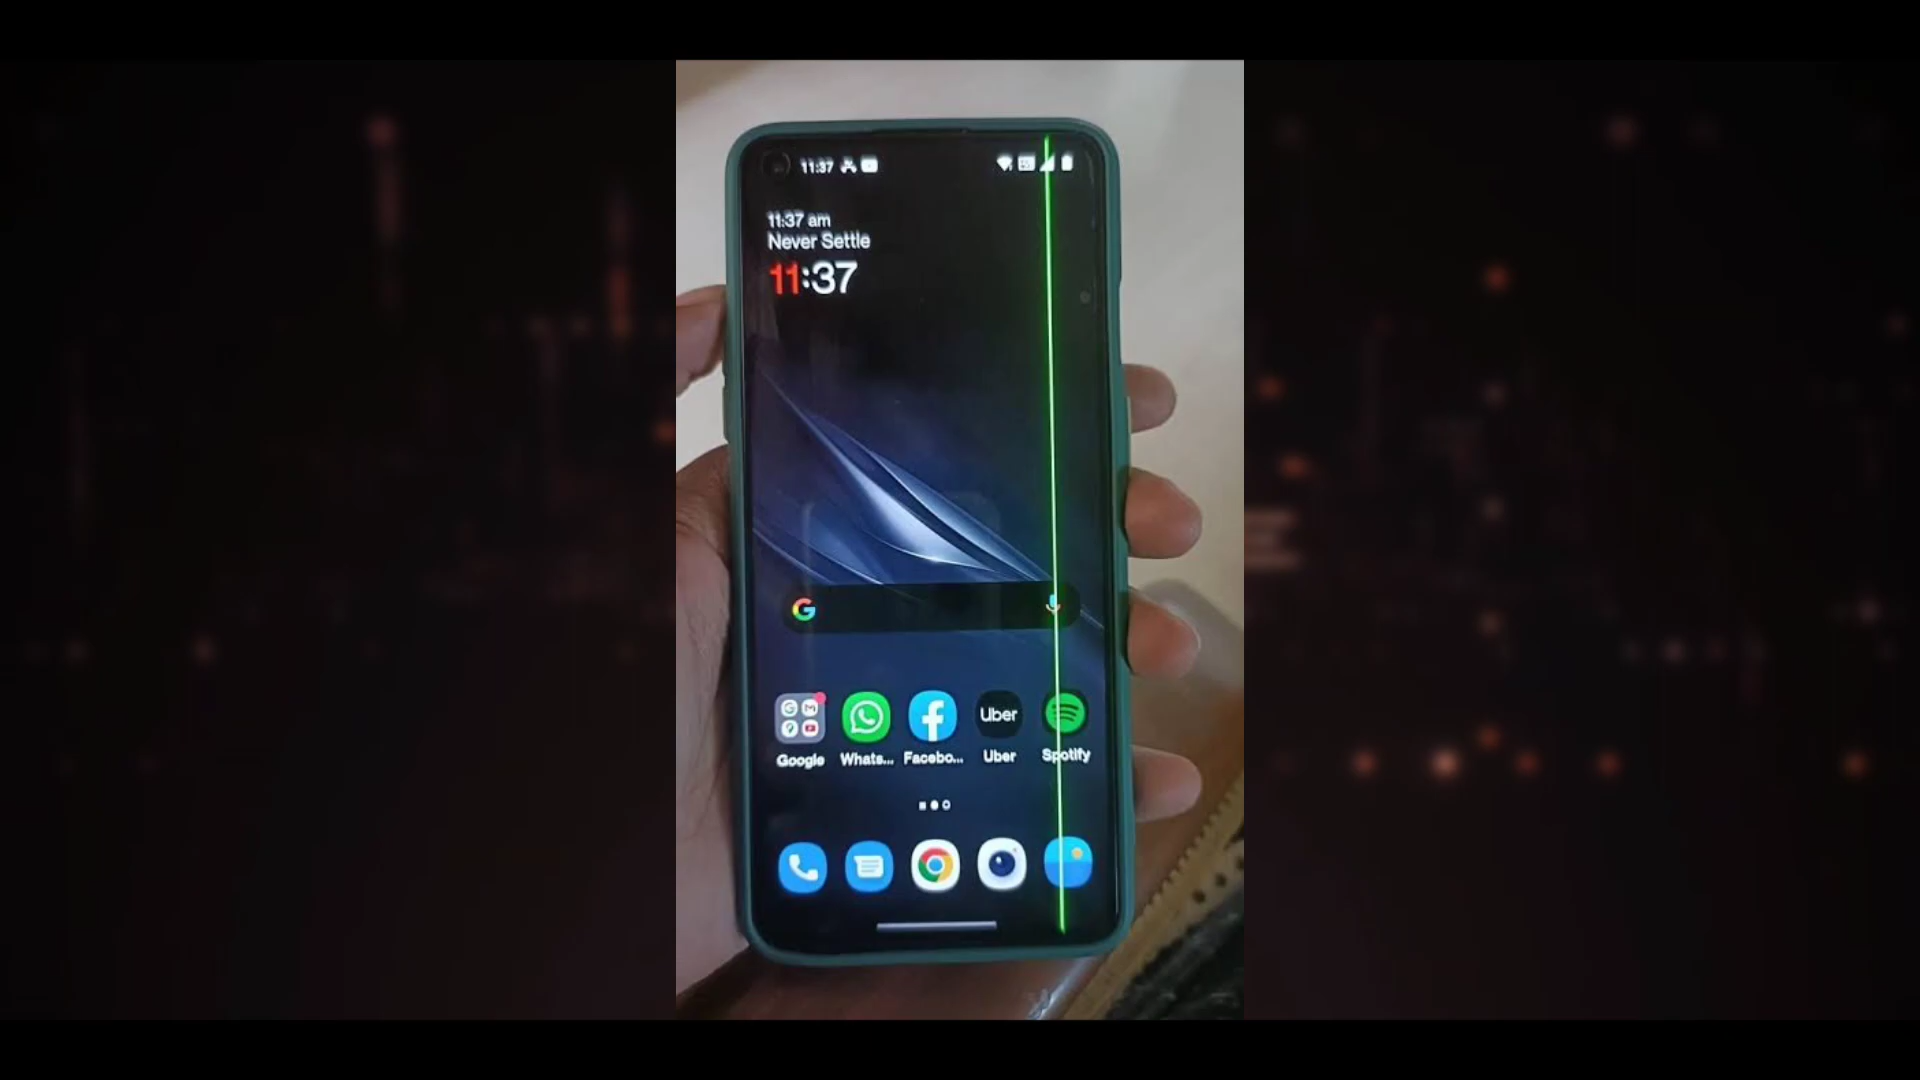 11:37
11:37 am
Never Settle
11:37
G
Uber
Google
Whats...
Facebo...
Uber
Spotify